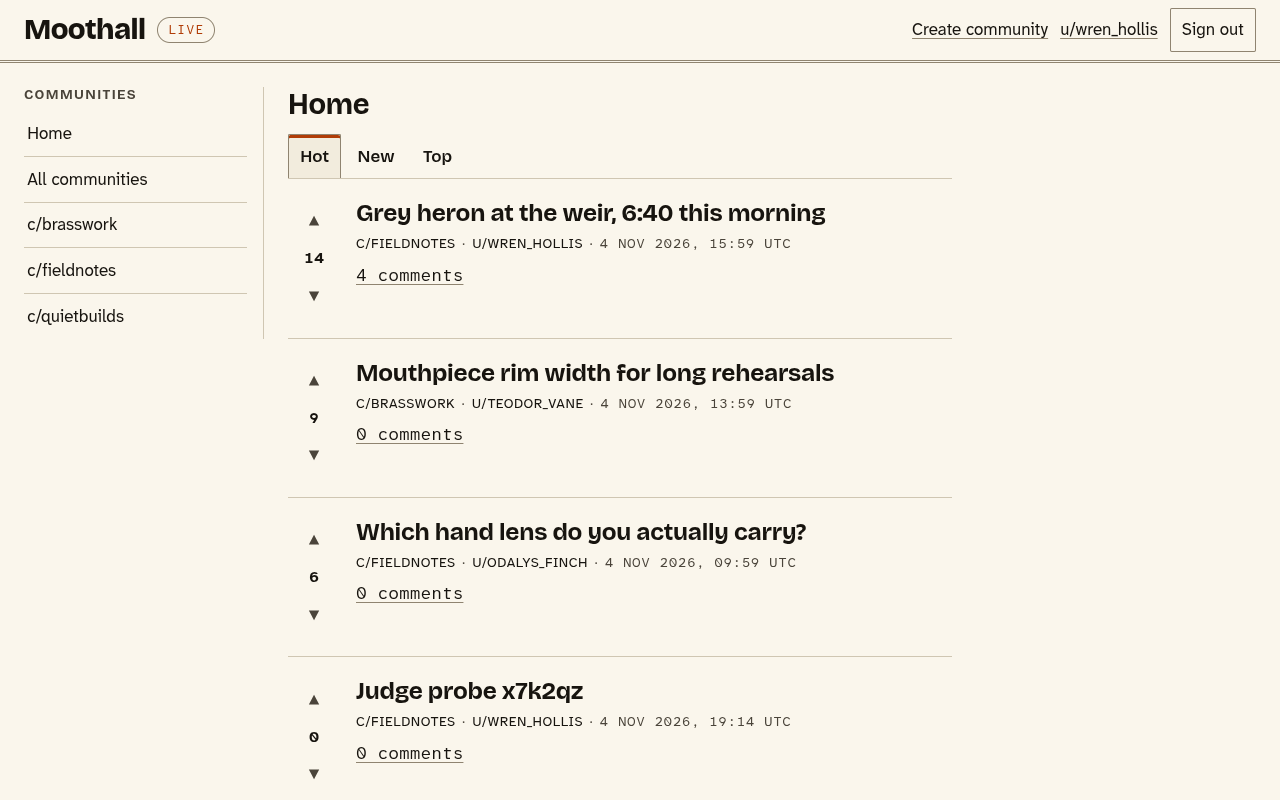 Moothall LIVE Create community u/wren_hollis Sign out
COMMUNITIES
Home
All communities
c/brasswork
c/fieldnotes
c/quietbuilds
Home
Hot New Top
▲
14
▼
Grey heron at the weir, 6:40 this morning
C/FIELDNOTES · U/WREN_HOLLIS · 4 NOV 2026, 15:59 UTC
4 comments
▲
9
▼
Mouthpiece rim width for long rehearsals
C/BRASSWORK · U/TEODOR_VANE · 4 NOV 2026, 13:59 UTC
0 comments
▲
6
▼
Which hand lens do you actually carry?
C/FIELDNOTES · U/ODALYS_FINCH · 4 NOV 2026, 09:59 UTC
0 comments
▲
0
▼
Judge probe x7k2qz
C/FIELDNOTES · U/WREN_HOLLIS · 4 NOV 2026, 19:14 UTC
0 comments